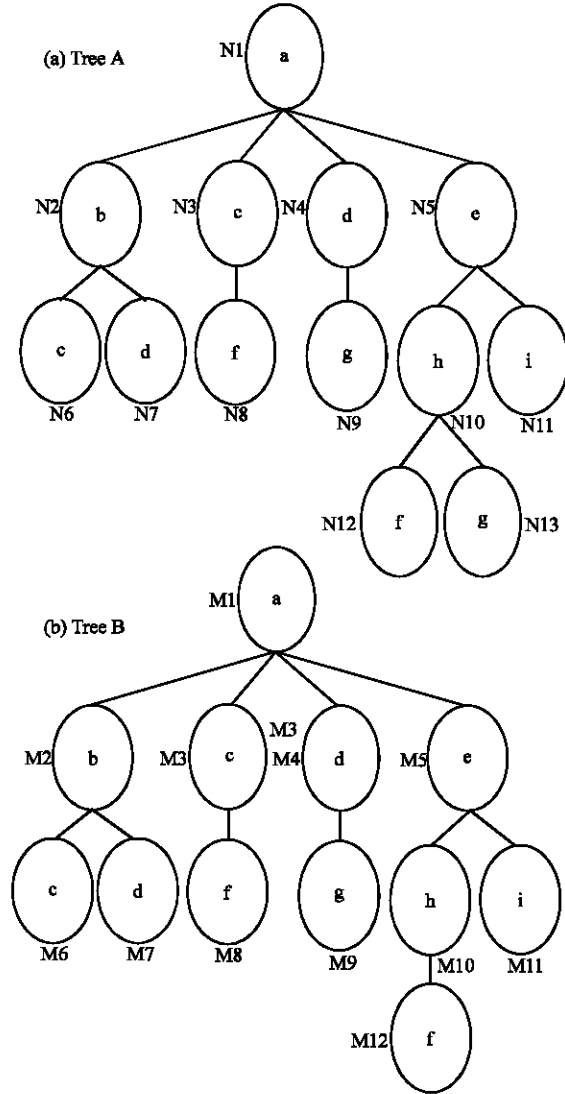 (a) Tree A
N1 a
N2 b N3 c N4 d N5 e
c d f g h i
N6 N7 N8 N9 N10 N11
N12 f g N13
M1 a
(b) Tree B
M3
M2 b M3 c M4 d M5 e
c d f g h i
M6 M7 M8 M9 M10 M11
M12 f